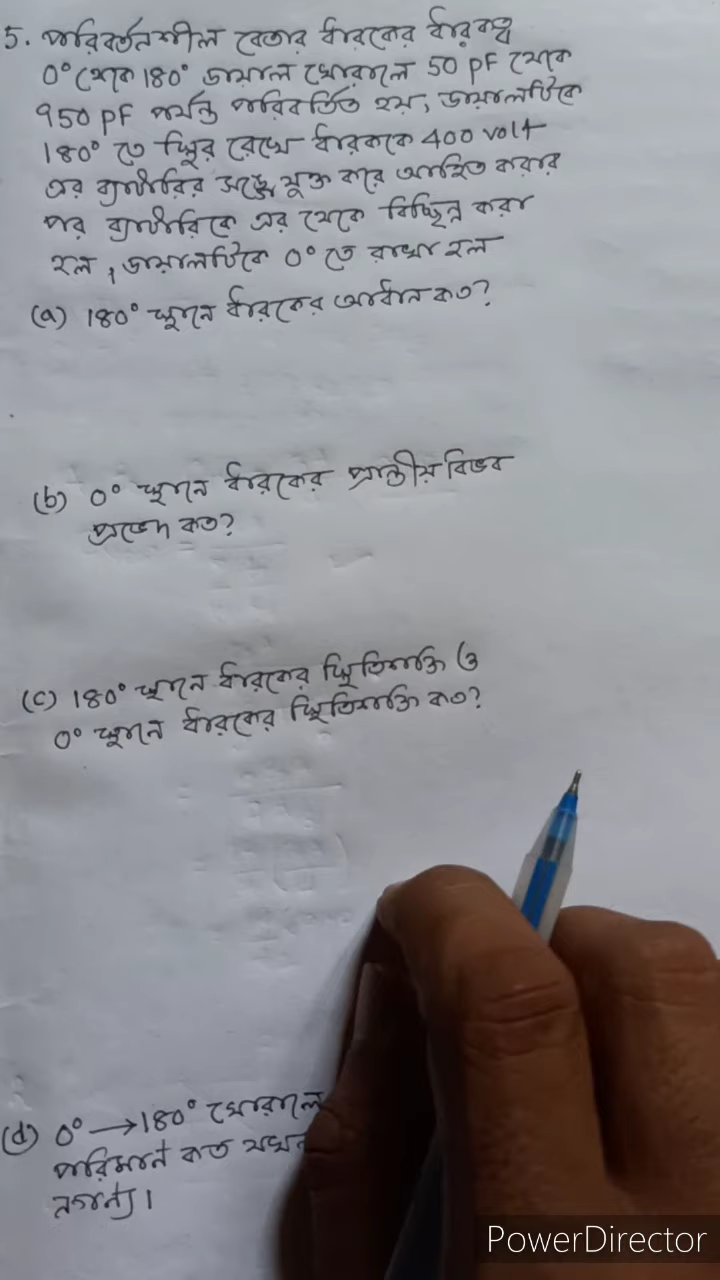 5. পরিবর্তনশীল বেতার ধারকের ধারকত্ব
0° থেকে 180° ডায়াল ঘোরালে 50 PF থেকে
950 PF পর্যন্ত পরিবর্তিত হয়, ডায়ালটিকে
180° তে স্থির রেখে ধারককে 400 volt
এর ব্যাটারির সঙ্গে যুক্ত করে আহিত করার
পর ব্যাটারিকে এর থেকে বিচ্ছিন্ন করা
হল, ডায়ালটিকে 0° তে রাখা হল
(a) 180° স্থানে ধারকের আধান কত?
(b) 0° স্থানে ধারকের প্রান্তীয় বিভব
প্রভেদ কত?
(c) 180° স্থানে ধারকের স্থিতিশক্তি ও
0° স্থানে ধারকের স্থিতিশক্তি কত?
(d) 0° → 180° ঘোরালে
পরিমাণ কত যখন
নগন্য।
PowerDirector